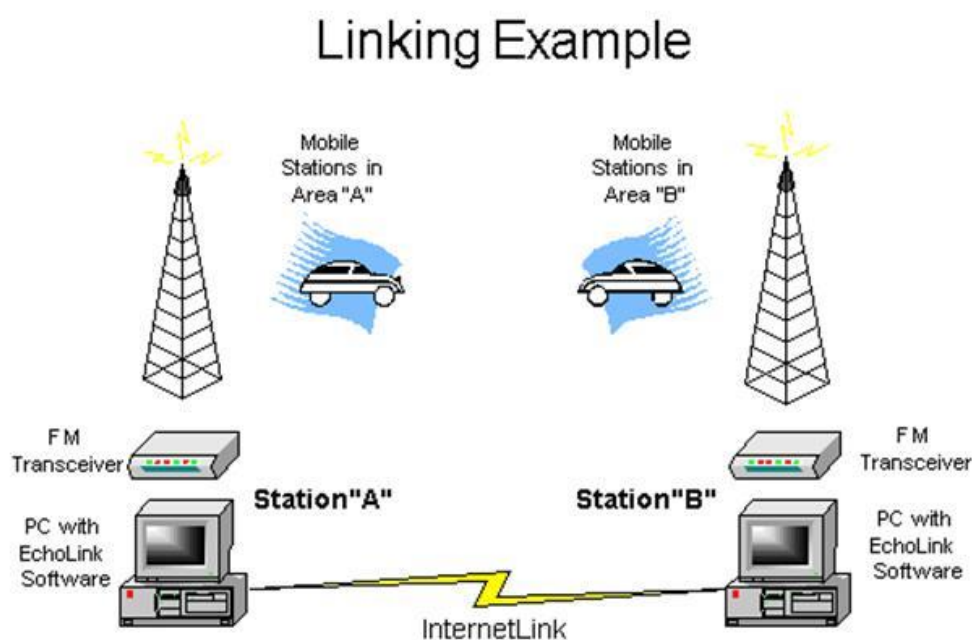 Linking Example
Mobile
Stations in
Area "A"
Mobile
Stations in
Area "B"
FM
Transceiver
FM
Transceiver
Station"A"
Station"B"
PC with
EchoLink
Software
PC with
EchoLink
Software
InternetLink